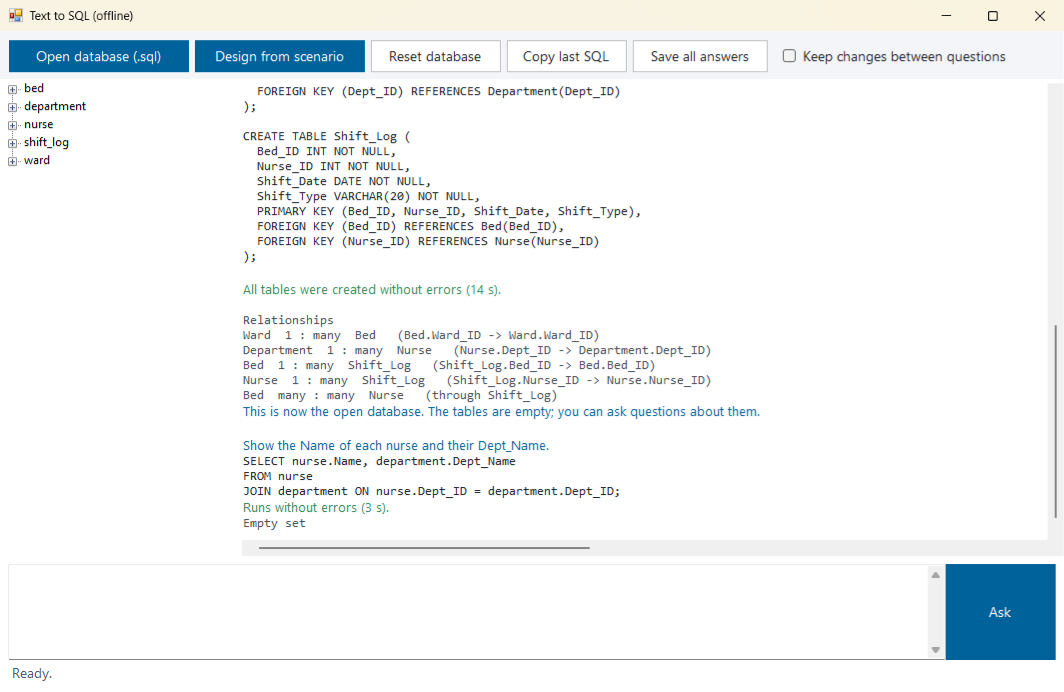 Text to SQL (offline)
Open database (.sql)
Design from scenario
Reset database
Copy last SQL
Save all answers
Keep changes between questions
bed
department
nurse
shift_log
ward
  FOREIGN KEY (Dept_ID) REFERENCES Department(Dept_ID)
);

CREATE TABLE Shift_Log (
  Bed_ID INT NOT NULL,
  Nurse_ID INT NOT NULL,
  Shift_Date DATE NOT NULL,
  Shift_Type VARCHAR(20) NOT NULL,
  PRIMARY KEY (Bed_ID, Nurse_ID, Shift_Date, Shift_Type),
  FOREIGN KEY (Bed_ID) REFERENCES Bed(Bed_ID),
  FOREIGN KEY (Nurse_ID) REFERENCES Nurse(Nurse_ID)
);

All tables were created without errors (14 s).

Relationships
Ward  1 : many  Bed   (Bed.Ward_ID -> Ward.Ward_ID)
Department  1 : many  Nurse   (Nurse.Dept_ID -> Department.Dept_ID)
Bed  1 : many  Shift_Log   (Shift_Log.Bed_ID -> Bed.Bed_ID)
Nurse  1 : many  Shift_Log   (Shift_Log.Nurse_ID -> Nurse.Nurse_ID)
Bed  many : many  Nurse   (through Shift_Log)
This is now the open database. The tables are empty; you can ask questions about them.

Show the Name of each nurse and their Dept_Name.
SELECT nurse.Name, department.Dept_Name
FROM nurse
JOIN department ON nurse.Dept_ID = department.Dept_ID;
Runs without errors (3 s).
Empty set
Ask
Ready.